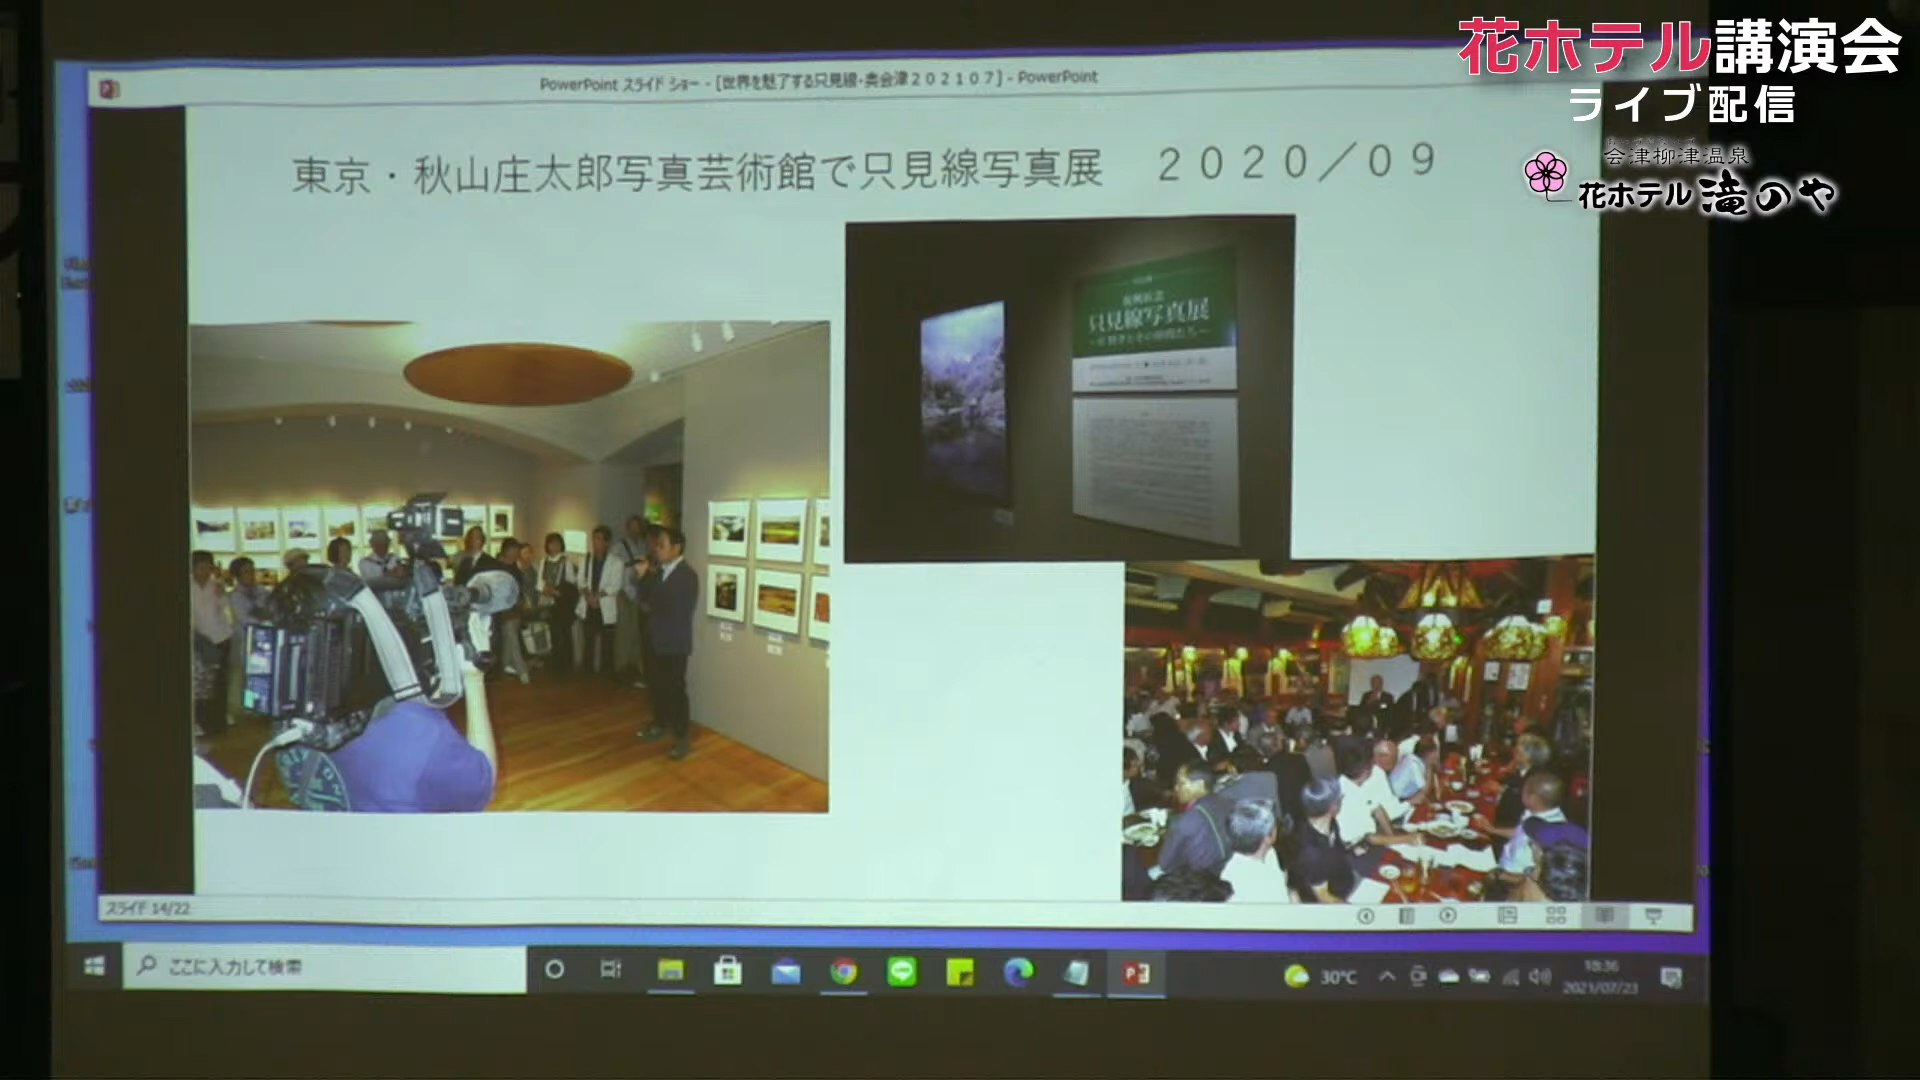 花ホテル講演会
ライブ配信
会津柳津温泉
花ホテル 滝のや
PowerPoint スライド ショー - [世界を魅了する只見線・奥会津２０２１０７] - PowerPoint
東京・秋山庄太郎写真芸術館で只見線写真展　２０２０／０９
只見線写真展
スライド 14/22
ここに入力して検索
30℃
18:36
2021/07/23